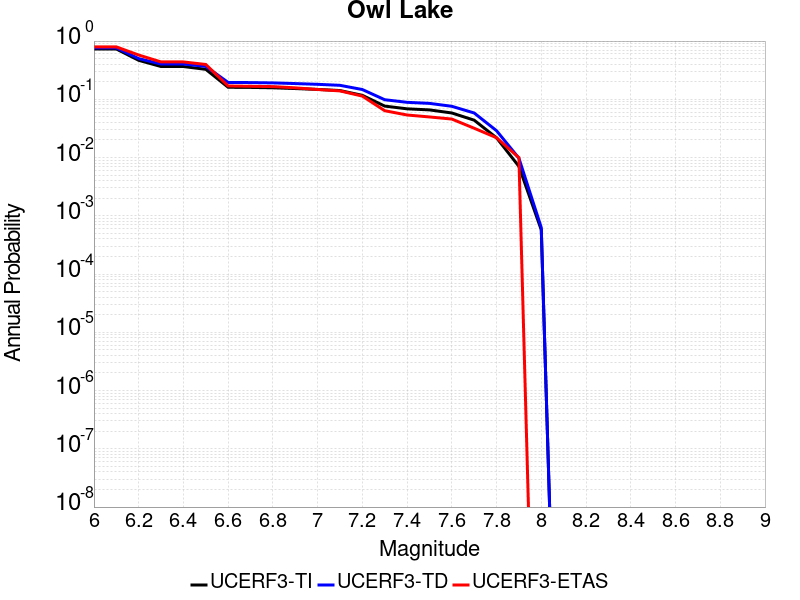 Owl Lake
10^0
10^-1
10^-2
10^-3
10^-4
10^-5
10^-6
10^-7
10^-8
Annual Probability
6 6.2 6.4 6.6 6.8 7 7.2 7.4 7.6 7.8 8 8.2 8.4 8.6 8.8 9
Magnitude
UCERF3-TI UCERF3-TD UCERF3-ETAS